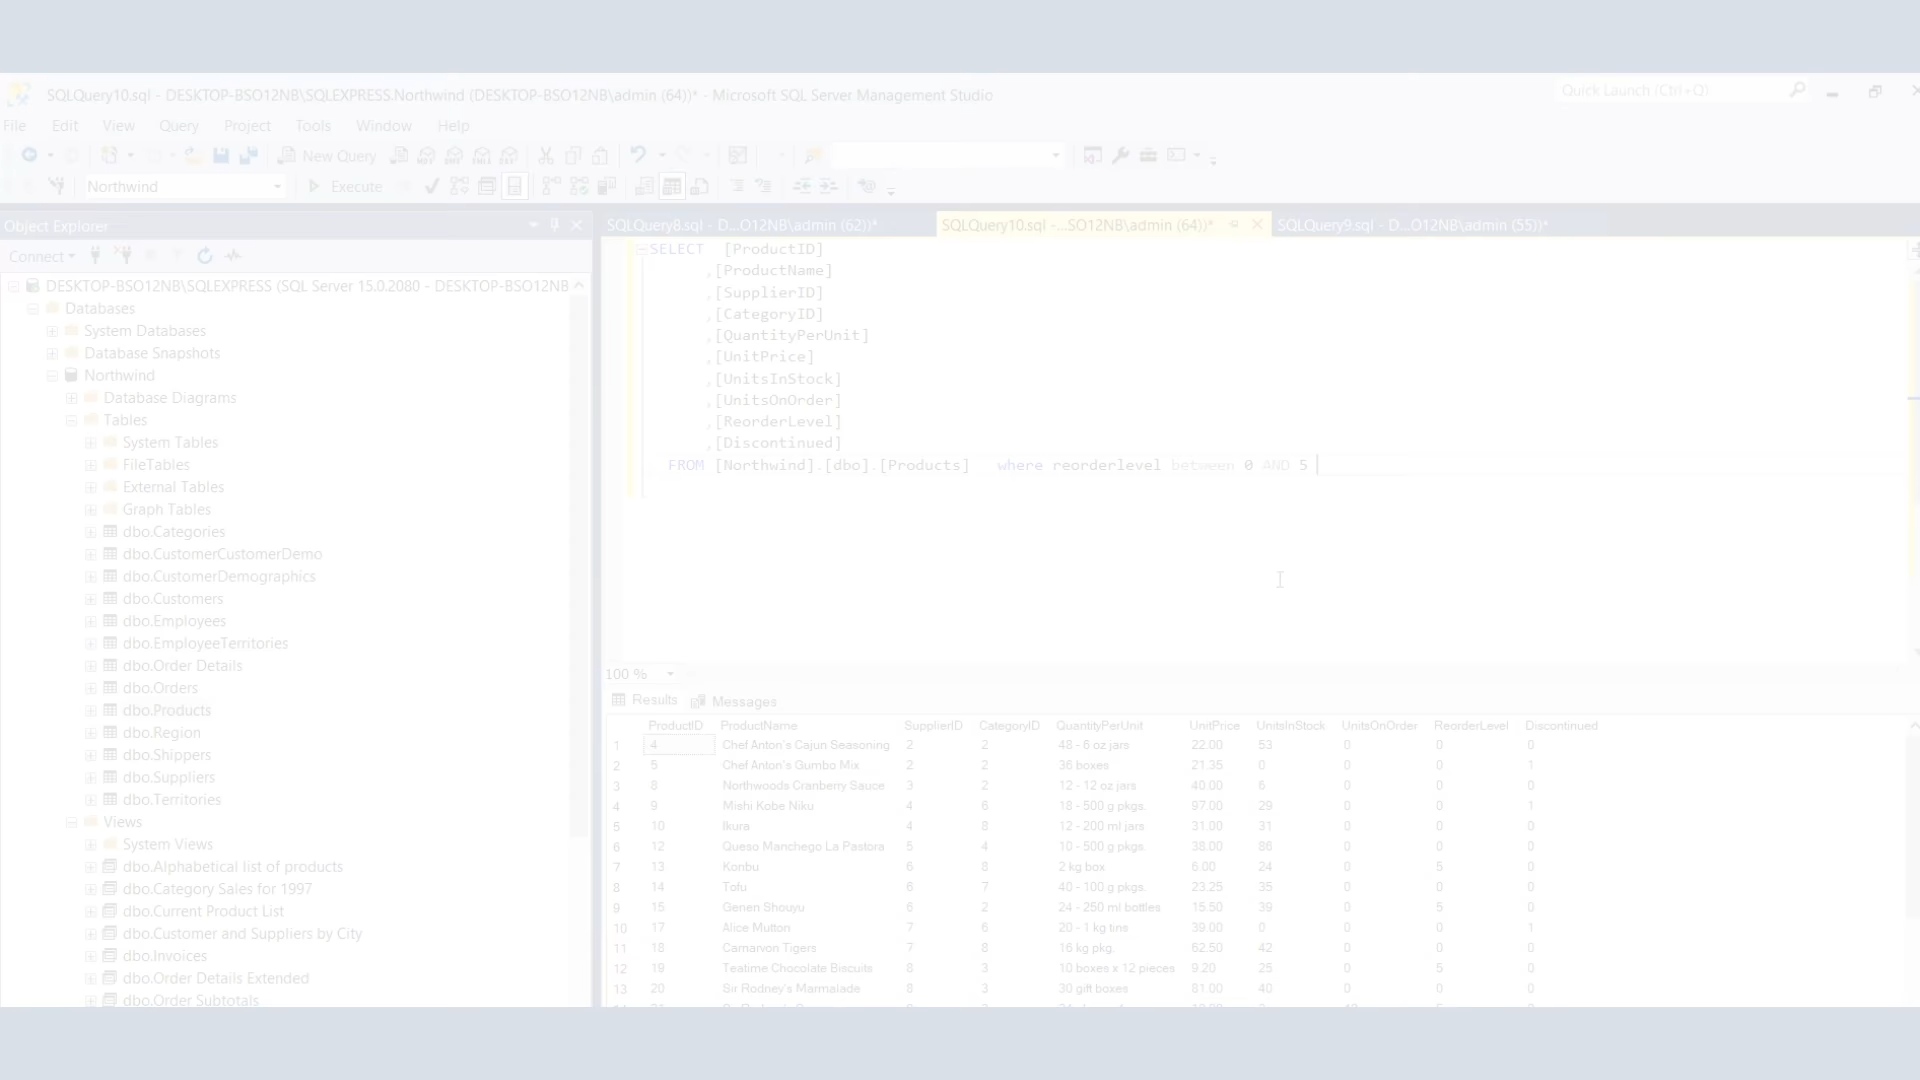 SQLQuery10.sql - DESKTOP-BSO12NB\SQLEXPRESS.Northwind (DESKTOP-BSO12NB\admin (64))* - Microsoft SQL Server Management Studio
Quick Launch (Ctrl+Q)
File Edit View Query Project Tools Window Help
New Query
Northwind Execute
Object Explorer
SQLQuery8.sql - D...O12NB\admin (62))* SQLQuery10.sql -...SO12NB\admin (64))* SQLQuery9.sql - D...O12NB\admin (55))*
Connect
DESKTOP-BSO12NB\SQLEXPRESS (SQL Server 15.0.2080 - DESKTOP-BSO12NB
Databases
System Databases
Database Snapshots
Northwind
Database Diagrams
Tables
System Tables
FileTables
External Tables
Graph Tables
dbo.Categories
dbo.CustomerCustomerDemo
dbo.CustomerDemographics
dbo.Customers
dbo.Employees
dbo.EmployeeTerritories
dbo.Order Details
dbo.Orders
dbo.Products
dbo.Region
dbo.Shippers
dbo.Suppliers
dbo.Territories
Views
System Views
dbo.Alphabetical list of products
dbo.Category Sales for 1997
dbo.Current Product List
dbo.Customer and Suppliers by City
dbo.Invoices
dbo.Order Details Extended
dbo.Order Subtotals
SELECT [ProductID]
,[ProductName]
,[SupplierID]
,[CategoryID]
,[QuantityPerUnit]
,[UnitPrice]
,[UnitsInStock]
,[UnitsOnOrder]
,[ReorderLevel]
,[Discontinued]
FROM [Northwind].[dbo].[Products] where reorderlevel between 0 AND 5
100 %
Results Messages
ProductID ProductName SupplierID CategoryID QuantityPerUnit UnitPrice UnitsInStock UnitsOnOrder ReorderLevel Discontinued
1 4 Chef Anton's Cajun Seasoning 2 2 48 - 6 oz jars 22.00 53 0 0 0
2 5 Chef Anton's Gumbo Mix 2 2 36 boxes 21.35 0 0 0 1
3 8 Northwoods Cranberry Sauce 3 2 12 - 12 oz jars 40.00 6 0 0 0
4 9 Mishi Kobe Niku 4 6 18 - 500 g pkgs. 97.00 29 0 0 1
5 10 Ikura 4 8 12 - 200 ml jars 31.00 31 0 0 0
6 12 Queso Manchego La Pastora 5 4 10 - 500 g pkgs. 38.00 86 0 0 0
7 13 Konbu 6 8 2 kg box 6.00 24 0 5 0
8 14 Tofu 6 7 40 - 100 g pkgs. 23.25 35 0 0 0
9 15 Genen Shouyu 6 2 24 - 250 ml bottles 15.50 39 0 5 0
10 17 Alice Mutton 7 6 20 - 1 kg tins 39.00 0 0 0 1
11 18 Carnarvon Tigers 7 8 16 kg pkg. 62.50 42 0 0 0
12 19 Teatime Chocolate Biscuits 8 3 10 boxes x 12 pieces 9.20 25 0 5 0
13 20 Sir Rodney's Marmalade 8 3 30 gift boxes 81.00 40 0 0 0